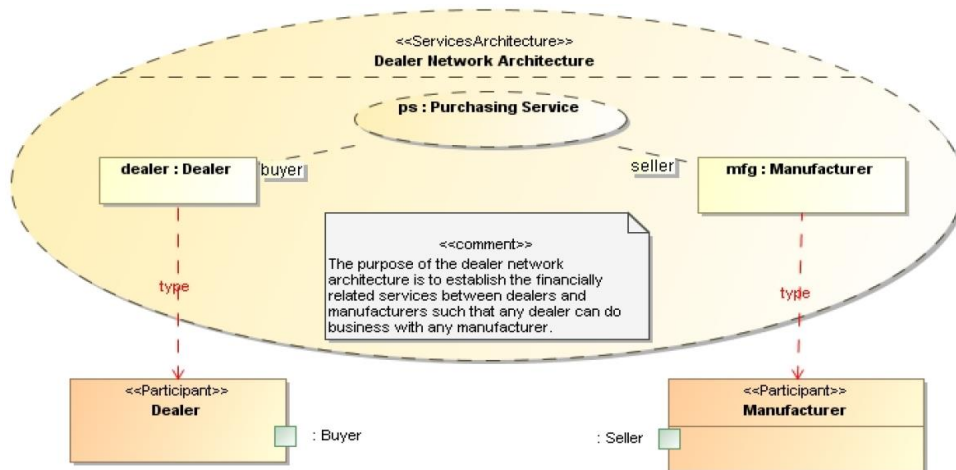 <<ServicesArchitecture>>
Dealer Network Architecture
ps : Purchasing Service
dealer : Dealer
buyer
seller
mfg : Manufacturer
<<comment>>
The purpose of the dealer network
architecture is to establish the financially
related services between dealers and
manufacturers such that any dealer can do
business with any manufacturer.
type
type
<<Participant>>
Dealer
: Buyer
: Seller
<<Participant>>
Manufacturer